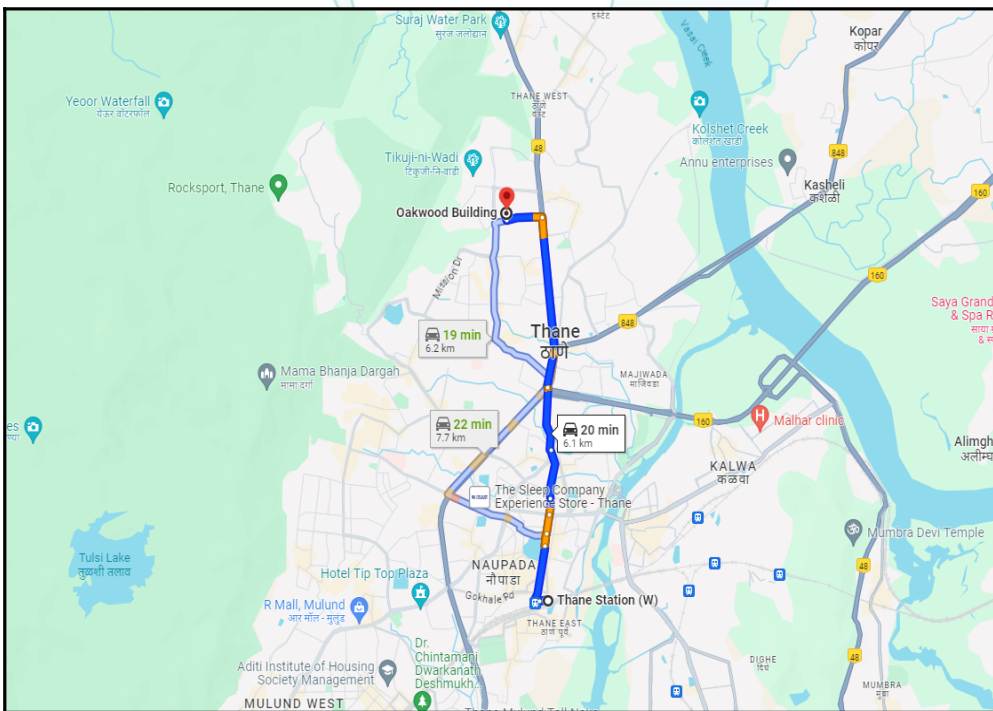 Suraj Water Park
सुरज जलोद्यान
Kopar
कोपर
Vasai Creek
Yeoor Waterfall
येऊर वॉटरफॉल
THANE WEST
ठाणे
48
Kolshet Creek
कोलशेत खाडी
Annu enterprises
848
Tikuji-ni-Wadi
टिकुजी-नि-वाडी
Rocksport, Thane
Kasheli
कशेळी
160
Oakwood Building
160
Saya Grand
& Spa R
848
Thane
ठाणे
19 min
6.2 km
Mama Bhanja Dargah
मामा दर्गा
MAJIWADA
माजिवडा
22 min
7.7 km
20 min
6.1 km
160
Malhar clinic
es
Alimgh
अलीम्घ
KALWA
कळवा
The Sleep Company
Experience Store - Thane
Mumbra Devi Temple
Tulsi Lake
तुळशी तलाव
NAUPADA
नौपाडा
48
Hotel Tip Top Plaza
Gokhale Rd
Thane Station (W)
R Mall, Mulund
आर मॉल - मुलुंड
THANE EAST
ठाणे पूर्व
Dr.
Chintamani
Dwarkanath
Deshmukh...
Aditi Institute of Housing
Society Management
DIGHE
दिघे
48
MUMBRA
मुंब्रा
MULUND WEST